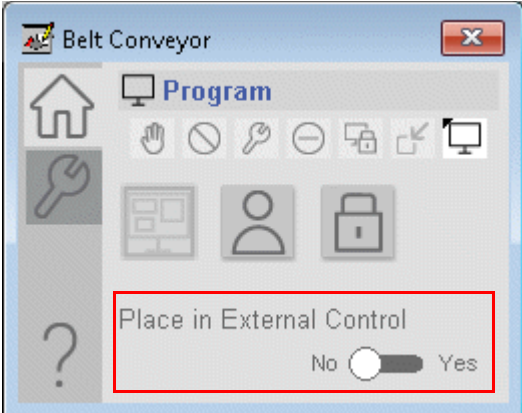 Belt Conveyor
Program
Place in External Control
No Yes
?